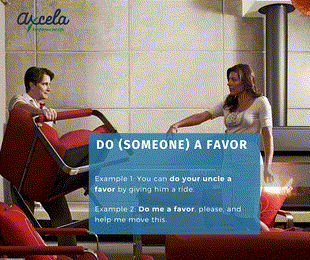 axcela
DO (SOMEONE) A FAVOR
Example 1: You can do your uncle a
favor by giving him a ride.
Example 2: Do me a favor, please, and
help me move this.